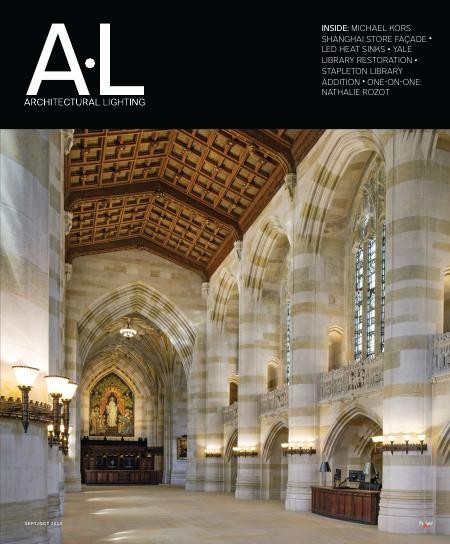 A·L
ARCHITECTURAL LIGHTING
INSIDE: MICHAEL KORS
SHANGHAI STORE FAÇADE •
LED HEAT SINKS • YALE
LIBRARY RESTORATION •
STAPLETON LIBRARY
ADDITION • ONE-ON-ONE:
NATHALIE ROZOT